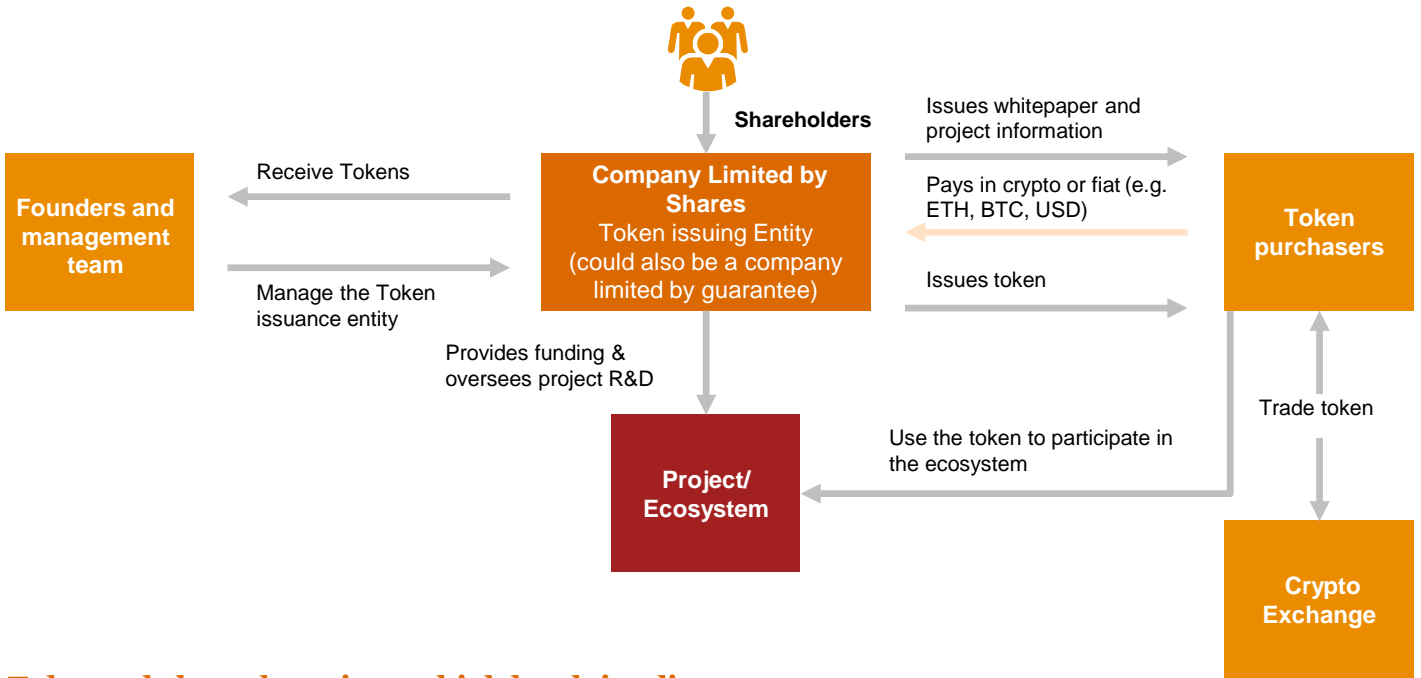 Shareholders
Issues whitepaper and
project information
Receive Tokens
Founders and
management
team
Manage the Token
issuance entity
Company Limited by
Shares
Token issuing Entity
(could also be a company
limited by guarantee)
Pays in crypto or fiat (e.g.
ETH, BTC, USD)
Issues token
Token
purchasers
Provides funding &
oversees project R&D
Project/
Ecosystem
Use the token to participate in
the ecosystem
Trade token
Crypto
Exchange